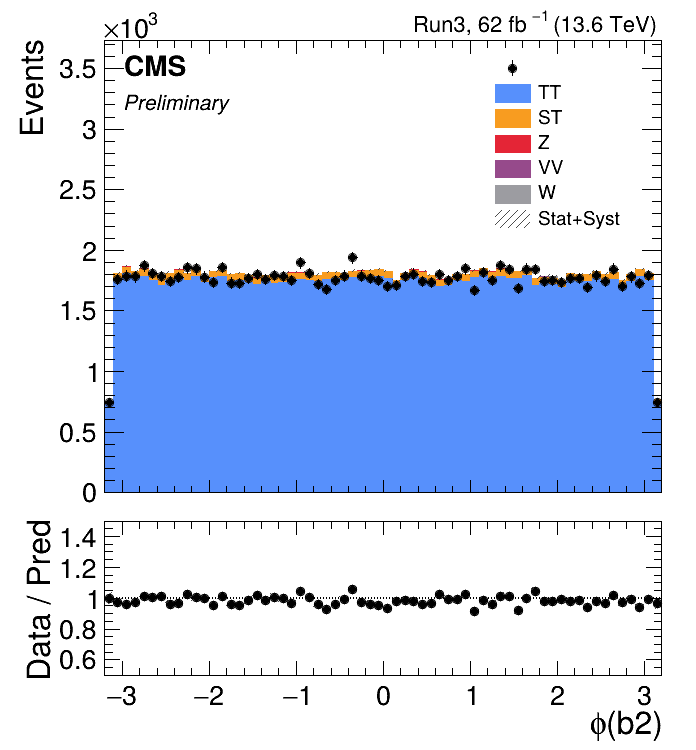 ×10³
Run3, 62 fb⁻¹ (13.6 TeV)
Events
CMS
Preliminary
TT
ST
Z
VV
W
Stat+Syst
3.5
3
2.5
2
1.5
1
0.5
0
Data / Pred
1.4
1.2
1
0.8
0.6
−3 −2 −1 0 1 2 3
ϕ(b2)